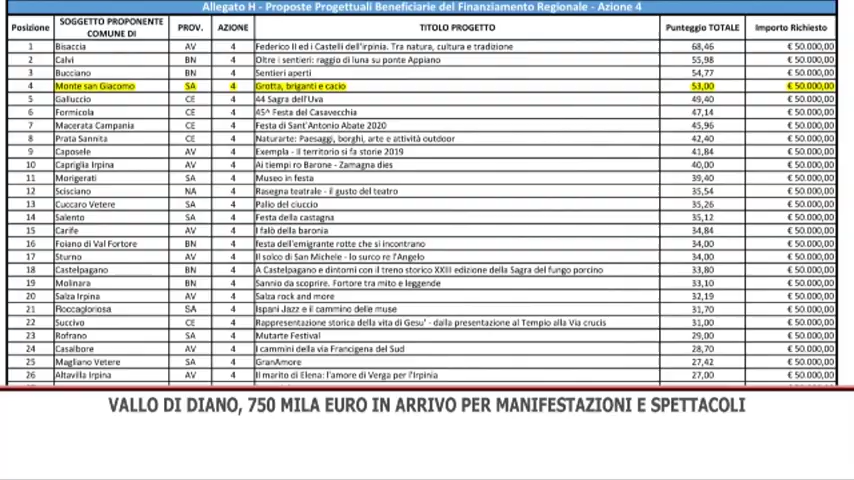 Allegato H - Proposte Progettuali Beneficiarie del Finanziamento Regionale - Azione 4
Posizione SOGGETTO PROPONENTE COMUNE DI PROV. AZIONE TITOLO PROGETTO Punteggio TOTALE Importo Richiesto
1 Bisaccia AV 4 Federico II ed i Castelli dell'Irpinia. Tra natura, cultura e tradizione 68,46 € 50.000,00
2 Calvi BN 4 Oltre i sentieri: raggio di luna su ponte Appiano 55,98 € 50.000,00
3 Bucciano BN 4 Sentieri aperti 54,77 € 50.000,00
4 Monte san Giacomo SA 4 Grotta, briganti e cacio 53,00 € 50.000,00
5 Galluccio CE 4 44 Sagra dell'Uva 49,40 € 50.000,00
6 Formicola CE 4 45^ Festa del Casavecchia 47,14 € 50.000,00
7 Macerata Campania CE 4 Festa di Sant'Antonio Abate 2020 45,96 € 50.000,00
8 Prata Sannita CE 4 Naturarte: Paesaggi, borghi, arte e attività outdoor 42,40 € 50.000,00
9 Caposele AV 4 Exempla - Il territorio si fa storie 2019 41,84 € 50.000,00
10 Capriglia Irpina AV 4 Ai tiempi ro Barone - Zamagna dies 40,00 € 50.000,00
11 Morigerati SA 4 Museo in festa 39,40 € 50.000,00
12 Scisciano NA 4 Rasegna teatrale - il gusto del teatro 35,54 € 50.000,00
13 Cuccaro Vetere SA 4 Palio del ciuccio 35,26 € 50.000,00
14 Salento SA 4 Festa della castagna 35,12 € 50.000,00
15 Carife AV 4 I falò della baronia 34,84 € 50.000,00
16 Foiano di Val Fortore BN 4 festa dell'emigrante rotte che si incontrano 34,00 € 50.000,00
17 Sturno AV 4 Il solco di San Michele - lo surco re l'Angelo 34,00 € 50.000,00
18 Castelpagano BN 4 A Castelpagano e dintorni con il treno storico XXIII edizione della Sagra del fungo porcino 33,80 € 50.000,00
19 Molinara BN 4 Sannio da scoprire. Fortore tra mito e leggende 33,10 € 50.000,00
20 Salza Irpina AV 4 Salza rock and more 32,19 € 50.000,00
21 Roccagloriosa SA 4 Ispani Jazz e il cammino delle muse 31,70 € 50.000,00
22 Succivo CE 4 Rappresentazione storica della vita di Gesu' - dalla presentazione al Tempio alla Via crucis 31,00 € 50.000,00
23 Rofrano SA 4 Mutarte Festival 29,00 € 50.000,00
24 Casalbore AV 4 I cammini della via Francigena del Sud 28,70 € 50.000,00
25 Magliano Vetere SA 4 GranAmore 27,42 € 50.000,00
26 Altavilla Irpina AV 4 Il marito di Elena: l'amore di Verga per l'Irpinia 27,00 € 50.000,00
VALLO DI DIANO, 750 MILA EURO IN ARRIVO PER MANIFESTAZIONI E SPETTACOLI